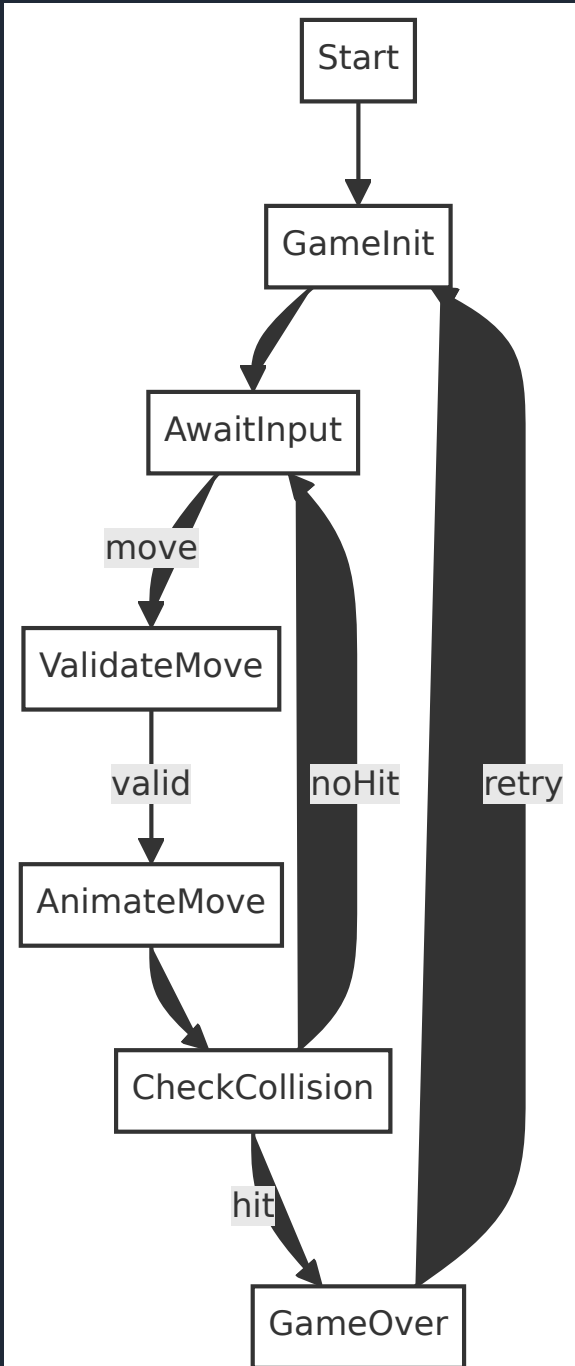 Start
GameInit
AwaitInput
move
ValidateMove
valid
noHit
retry
AnimateMove
CheckCollision
hit
GameOver